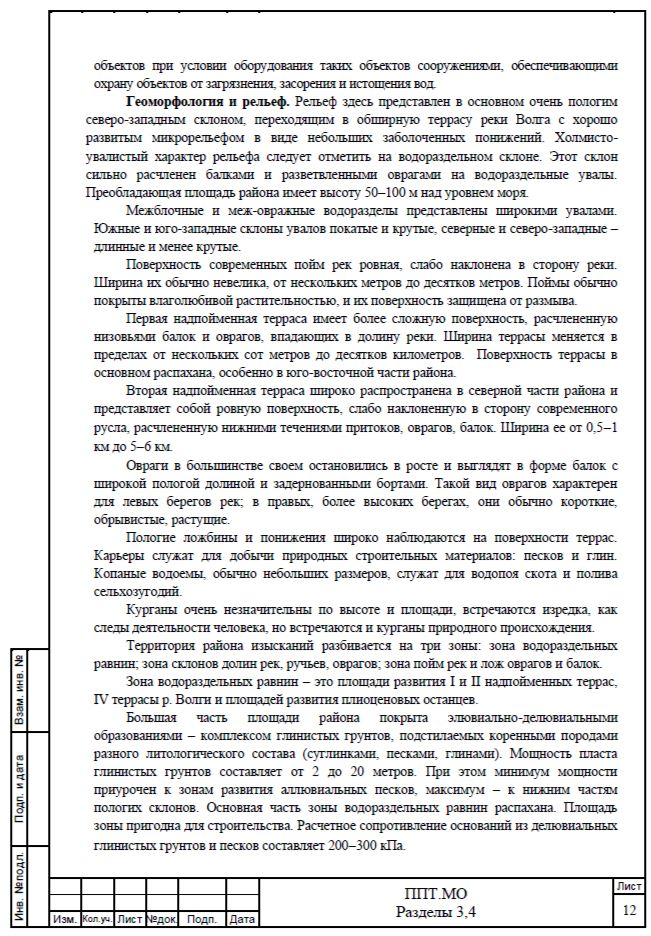 объектов при условии оборудования таких объектов сооружениями, обеспечивающими
охрану объектов от загрязнения, засорения и истощения вод.
Геоморфология и рельеф. Рельеф здесь представлен в основном очень пологим
северо-западным склоном, переходящим в обширную террасу реки Волга с хорошо
развитым микрорельефом в виде небольших заболоченных понижений. Холмисто-
увалистый характер рельефа следует отметить на водораздельном склоне. Этот склон
сильно расчленен балками и разветвленными оврагами на водораздельные увалы.
Преобладающая площадь района имеет высоту 50–100 м над уровнем моря.
Межблочные и меж-овражные водоразделы представлены широкими увалами.
Южные и юго-западные склоны увалов покатые и крутые, северные и северо-западные –
длинные и менее крутые.
Поверхность современных пойм рек ровная, слабо наклонена в сторону реки.
Ширина их обычно невелика, от нескольких метров до десятков метров. Поймы обычно
покрыты влаголюбивой растительностью, и их поверхность защищена от размыва.
Первая надпойменная терраса имеет более сложную поверхность, расчлененную
низовьями балок и оврагов, впадающих в долину реки. Ширина террасы меняется в
пределах от нескольких сот метров до десятков километров. Поверхность террасы в
основном распахана, особенно в юго-восточной части района.
Вторая надпойменная терраса широко распространена в северной части района и
представляет собой ровную поверхность, слабо наклоненную в сторону современного
русла, расчлененную нижними течениями притоков, оврагов, балок. Ширина ее от 0,5–1
км до 5–6 км.
Овраги в большинстве своем остановились в росте и выглядят в форме балок с
широкой пологой долиной и задернованными бортами. Такой вид оврагов характерен
для левых берегов рек; в правых, более высоких берегах, они обычно короткие,
обрывистые, растущие.
Пологие ложбины и понижения широко наблюдаются на поверхности террас.
Карьеры служат для добычи природных строительных материалов: песков и глин.
Копаные водоемы, обычно небольших размеров, служат для водопоя скота и полива
сельхозугодий.
Курганы очень незначительны по высоте и площади, встречаются изредка, как
следы деятельности человека, но встречаются и курганы природного происхождения.
Территория района изысканий разбивается на три зоны: зона водораздельных
равнин; зона склонов долин рек, ручьев, оврагов; зона пойм рек и лож оврагов и балок.
Зона водораздельных равнин – это площади развития I и II надпойменных террас,
IV террасы р. Волги и площадей развития плиоценовых останцев.
Большая часть площади района покрыта элювиально-делювиальными
образованиями – комплексом глинистых грунтов, подстилаемых коренными породами
разного литологического состава (суглинками, песками, глинами). Мощность пласта
глинистых грунтов составляет от 2 до 20 метров. При этом минимум мощности
приурочен к зонам развития аллювиальных песков, максимум – к нижним частям
пологих склонов. Основная часть зоны водораздельных равнин распахана. Площадь
зоны пригодна для строительства. Расчетное сопротивление оснований из делювиальных
глинистых грунтов и песков составляет 200–300 кПа.
Взам. инв. №
Подп. и дата
Инв. №подл.
Изм. Кол.уч. Лист №док. Подп. Дата
ППТ.МО
Разделы 3,4
Лист
12